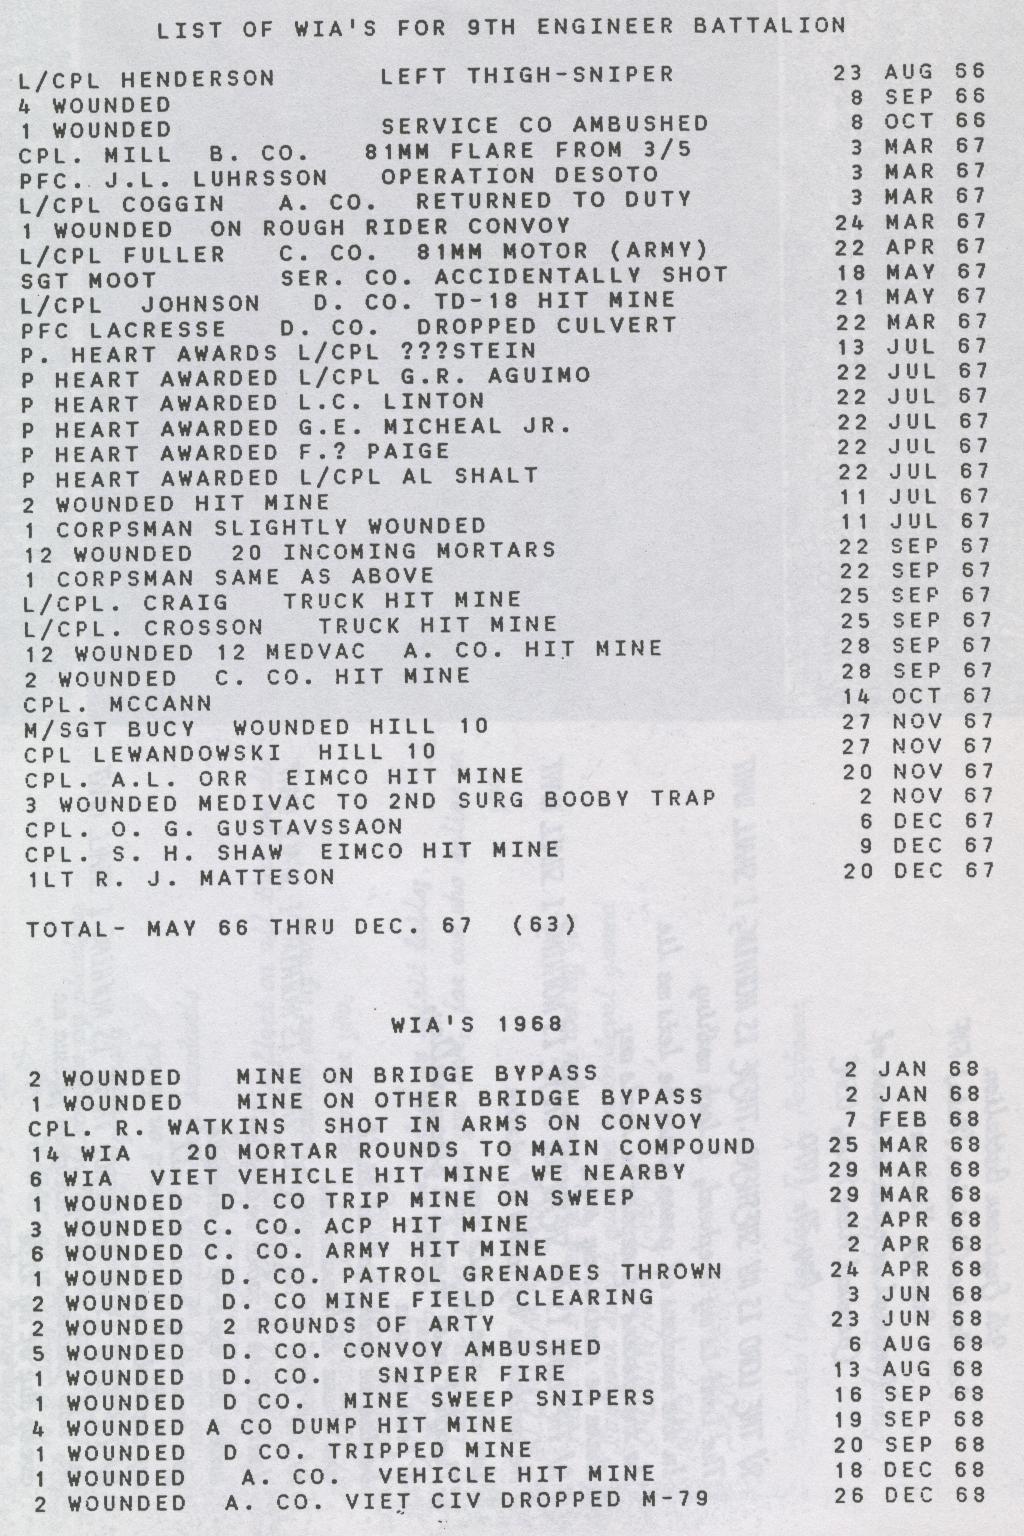 LIST OF WIA'S FOR 9TH ENGINEER BATTALION
L/CPL HENDERSON LEFT THIGH-SNIPER 23 AUG 66
4 WOUNDED 8 SEP 66
1 WOUNDED SERVICE CO AMBUSHED 8 OCT 66
CPL. MILL B. CO. 81MM FLARE FROM 3/5 3 MAR 67
PFC. J.L. LUHRSSON OPERATION DESOTO 3 MAR 67
L/CPL COGGIN A. CO. RETURNED TO DUTY 3 MAR 67
1 WOUNDED ON ROUGH RIDER CONVOY 24 MAR 67
L/CPL FULLER C. CO. 81MM MOTOR (ARMY) 22 APR 67
SGT MOOT SER. CO. ACCIDENTALLY SHOT 18 MAY 67
L/CPL JOHNSON D. CO. TD-18 HIT MINE 21 MAY 67
PFC LACRESSE D. CO. DROPPED CULVERT 22 MAR 67
P. HEART AWARDS L/CPL ???STEIN 13 JUL 67
P HEART AWARDED L/CPL G.R. AGUIMO 22 JUL 67
P HEART AWARDED L.C. LINTON 22 JUL 67
P HEART AWARDED G.E. MICHEAL JR. 22 JUL 67
P HEART AWARDED F.? PAIGE 22 JUL 67
P HEART AWARDED L/CPL AL SHALT 22 JUL 67
2 WOUNDED HIT MINE 11 JUL 67
1 CORPSMAN SLIGHTLY WOUNDED 11 JUL 67
12 WOUNDED 20 INCOMING MORTARS 22 SEP 67
1 CORPSMAN SAME AS ABOVE 22 SEP 67
L/CPL. CRAIG TRUCK HIT MINE 25 SEP 67
L/CPL. CROSSON TRUCK HIT MINE 25 SEP 67
12 WOUNDED 12 MEDVAC A. CO. HIT MINE 28 SEP 67
2 WOUNDED C. CO. HIT MINE 28 SEP 67
CPL. MCCANN 14 OCT 67
M/SGT BUCY WOUNDED HILL 10 27 NOV 67
CPL LEWANDOWSKI HILL 10 27 NOV 67
CPL. A.L. ORR EIMCO HIT MINE 20 NOV 67
3 WOUNDED MEDIVAC TO 2ND SURG BOOBY TRAP 2 NOV 67
CPL. O. G. GUSTAVSSAON 6 DEC 67
CPL. S. H. SHAW EIMCO HIT MINE 9 DEC 67
1LT R. J. MATTESON 20 DEC 67
TOTAL- MAY 66 THRU DEC. 67 (63)
WIA'S 1968
2 WOUNDED MINE ON BRIDGE BYPASS 2 JAN 68
1 WOUNDED MINE ON OTHER BRIDGE BYPASS 2 JAN 68
CPL. R. WATKINS SHOT IN ARMS ON CONVOY 7 FEB 68
14 WIA 20 MORTAR ROUNDS TO MAIN COMPOUND 25 MAR 68
6 WIA VIET VEHICLE HIT MINE WE NEARBY 29 MAR 68
1 WOUNDED D. CO TRIP MINE ON SWEEP 29 MAR 68
3 WOUNDED C. CO. ACP HIT MINE 2 APR 68
6 WOUNDED C. CO. ARMY HIT MINE 2 APR 68
1 WOUNDED D. CO. PATROL GRENADES THROWN 24 APR 68
2 WOUNDED D. CO MINE FIELD CLEARING 3 JUN 68
2 WOUNDED 2 ROUNDS OF ARTY 23 JUN 68
5 WOUNDED D. CO. CONVOY AMBUSHED 6 AUG 68
1 WOUNDED D. CO. SNIPER FIRE 13 AUG 68
1 WOUNDED D CO. MINE SWEEP SNIPERS 16 SEP 68
4 WOUNDED A CO DUMP HIT MINE 19 SEP 68
1 WOUNDED D CO. TRIPPED MINE 20 SEP 68
1 WOUNDED A. CO. VEHICLE HIT MINE 18 DEC 68
2 WOUNDED A. CO. VIET CIV DROPPED M-79 26 DEC 68